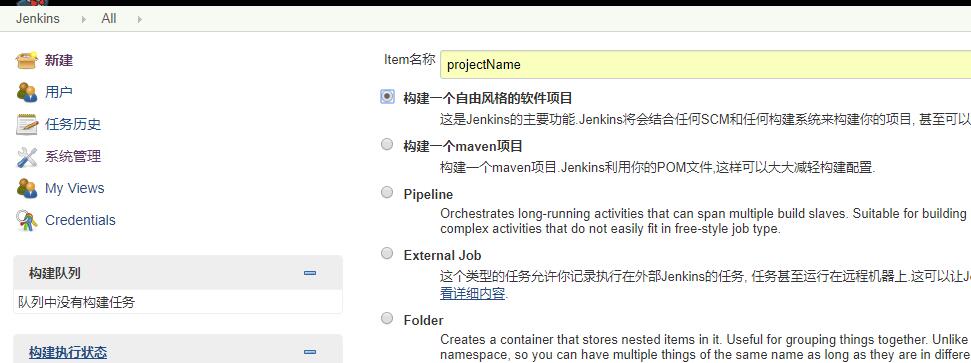 Jenkins All
新建
用户
任务历史
系统管理
My Views
Credentials
构建队列
队列中没有构建任务
构建执行状态
Item名称 projectName
构建一个自由风格的软件项目
这是Jenkins的主要功能.Jenkins将会结合任何SCM和任何构建系统来构建你的项目, 甚至可以
构建一个maven项目
构建一个maven项目.Jenkins利用你的POM文件,这样可以大大减轻构建配置.
Pipeline
Orchestrates long-running activities that can span multiple build slaves. Suitable for building
complex activities that do not easily fit in free-style job type.
External Job
这个类型的任务允许你记录执行在外部Jenkins的任务, 任务甚至运行在远程机器上.这可以让J
看详细内容.
Folder
Creates a container that stores nested items in it. Useful for grouping things together. Unlike
namespace, so you can have multiple things of the same name as long as they are in differe